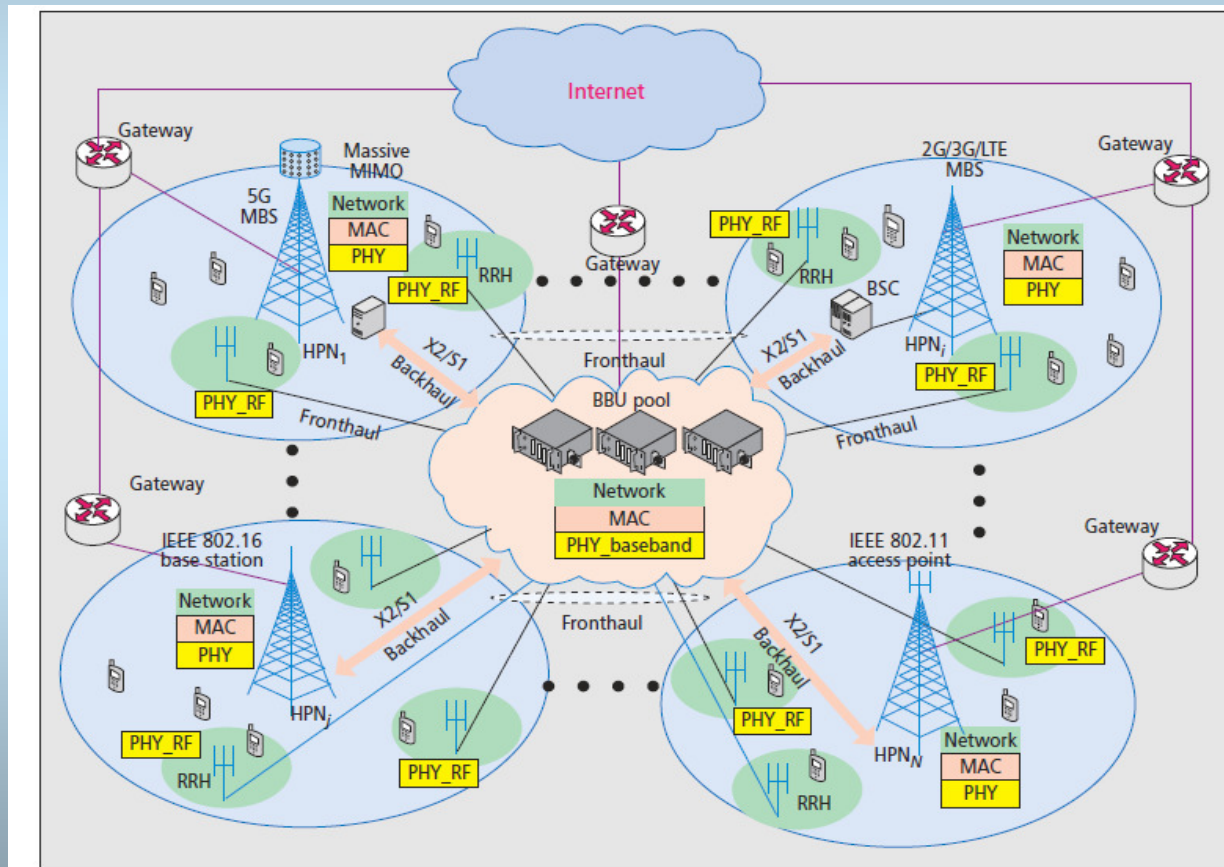 Internet
Gateway
Massive
MIMO
5G
MBS
Network
MAC
PHY
PHY_RF
RRH
HPN1
PHY_RF
X2/S1
Backhaul
Fronthaul
Gateway
Fronthaul
2G/3G/LTE
MBS
Gateway
PHY_RF
RRH
BSC
Network
MAC
PHY
HPNi
PHY_RF
X2/S1
Backhaul
Fronthaul
BBU pool
Network
MAC
PHY_baseband
Gateway
IEEE 802.16
base station
Network
MAC
PHY
HPNj
X2/S1
Backhaul
PHY_RF
RRH
PHY_RF
Fronthaul
Gateway
IEEE 802.11
access point
X2/S1
Backhaul
PHY_RF
PHY_RF
RRH
HPNN
Network
MAC
PHY